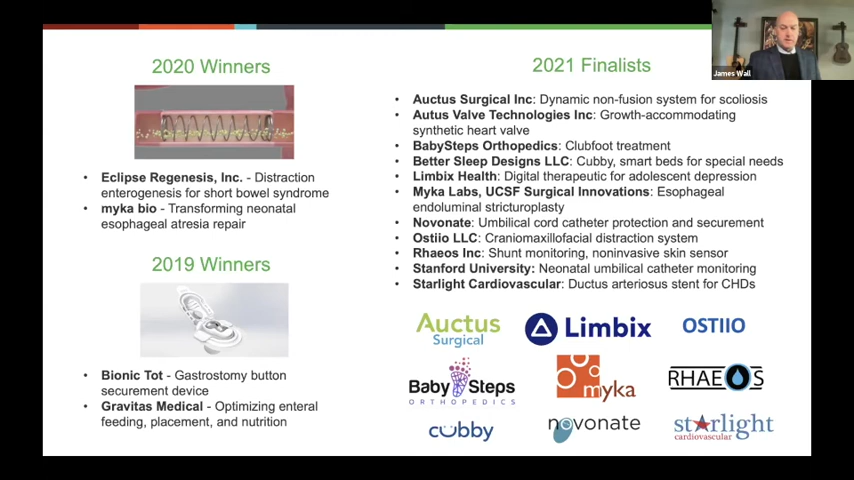 2020 Winners
• Eclipse Regenesis, Inc. - Distraction
enterogenesis for short bowel syndrome
• myka bio - Transforming neonatal
esophageal atresia repair
2019 Winners
• Bionic Tot - Gastrostomy button
securement device
• Gravitas Medical - Optimizing enteral
feeding, placement, and nutrition
2021 Finalists
• Auctus Surgical Inc: Dynamic non-fusion system for scoliosis
• Autus Valve Technologies Inc: Growth-accommodating
synthetic heart valve
• BabySteps Orthopedics: Clubfoot treatment
• Better Sleep Designs LLC: Cubby, smart beds for special needs
• Limbix Health: Digital therapeutic for adolescent depression
• Myka Labs, UCSF Surgical Innovations: Esophageal
endoluminal stricturoplasty
• Novonate: Umbilical cord catheter protection and securement
• Ostiio LLC: Craniomaxillofacial distraction system
• Rhaeos Inc: Shunt monitoring, noninvasive skin sensor
• Stanford University: Neonatal umbilical catheter monitoring
• Starlight Cardiovascular: Ductus arteriosus stent for CHDs
Auctus
Surgical
Limbix
OSTIIO
Baby Steps
ORTHOPEDICS
myka
RHAEOS
cubby
novonate
starlight
cardiovascular
James Wall